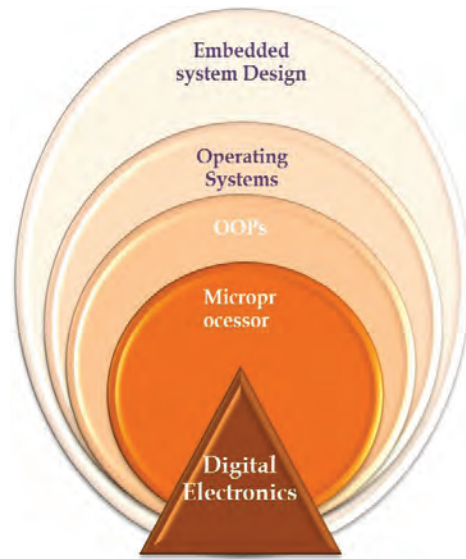 Embedded
system Design
Operating
Systems
OOPs
Micropr
ocessor
Digital
Electronics